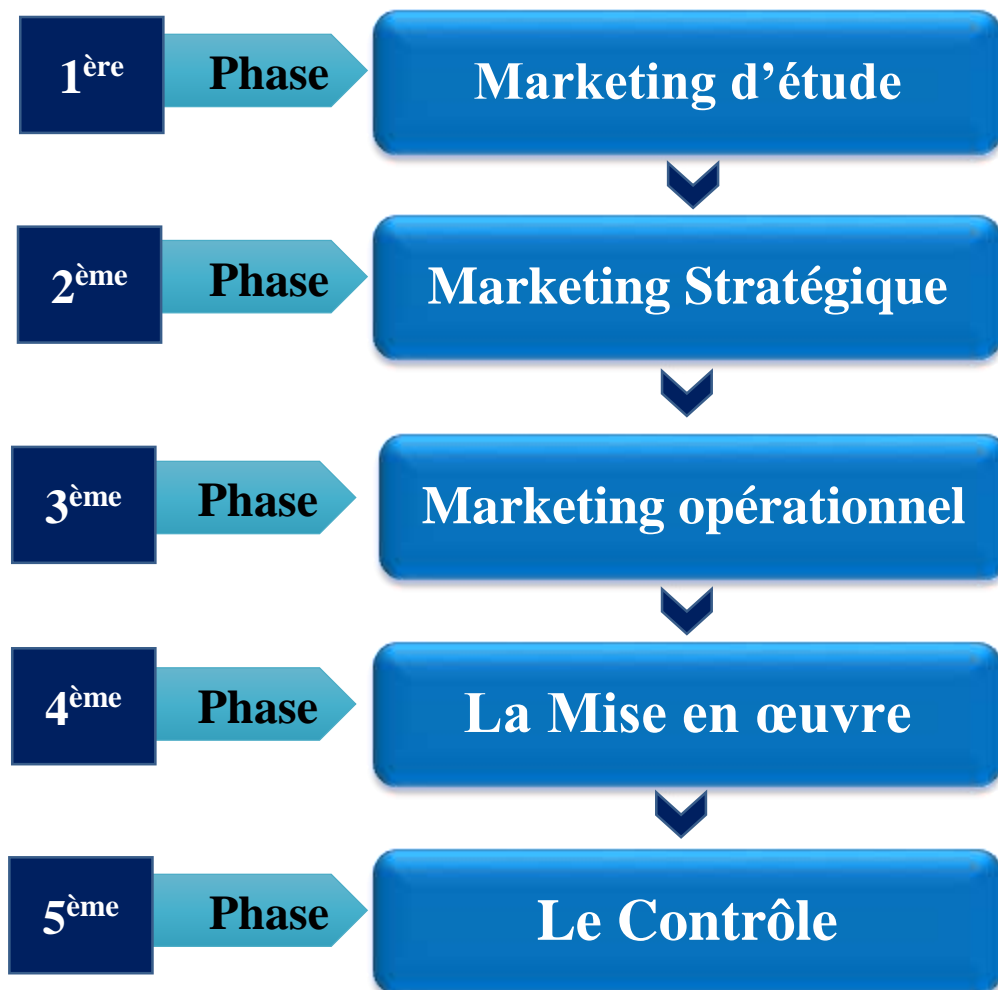 1ère Phase Marketing d’étude
2ème Phase Marketing Stratégique
3ème Phase Marketing opérationnel
4ème Phase La Mise en œuvre
5ème Phase Le Contrôle